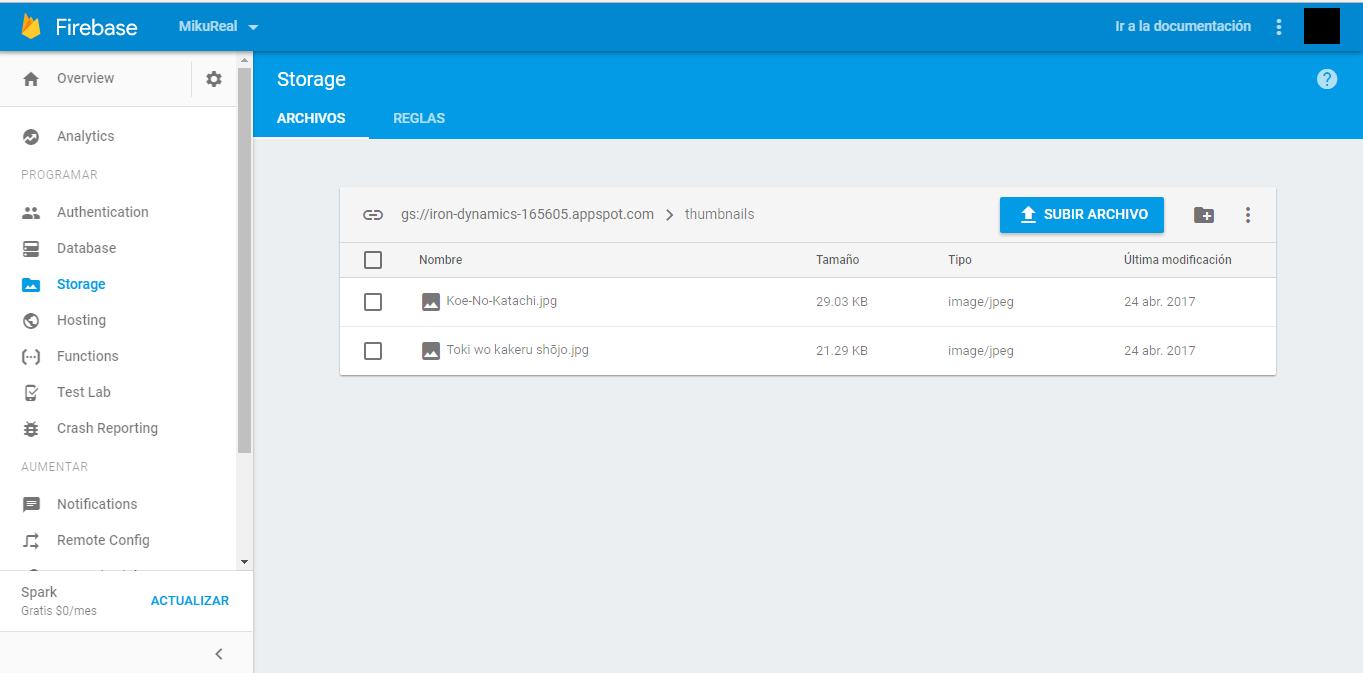 Firebase MikuReal Ir a la documentación
Overview
Storage
?
ARCHIVOS REGLAS
Analytics
PROGRAMAR
Authentication
Database
Storage
Hosting
Functions
Test Lab
Crash Reporting
AUMENTAR
Notifications
Remote Config
Spark
Gratis $0/mes
ACTUALIZAR
gs://iron-dynamics-165605.appspot.com thumbnails SUBIR ARCHIVO
Nombre Tamaño Tipo Última modificación
Koe-No-Katachi.jpg 29.03 KB image/jpeg 24 abr. 2017
Toki wo kakeru shōjo.jpg 21.29 KB image/jpeg 24 abr. 2017